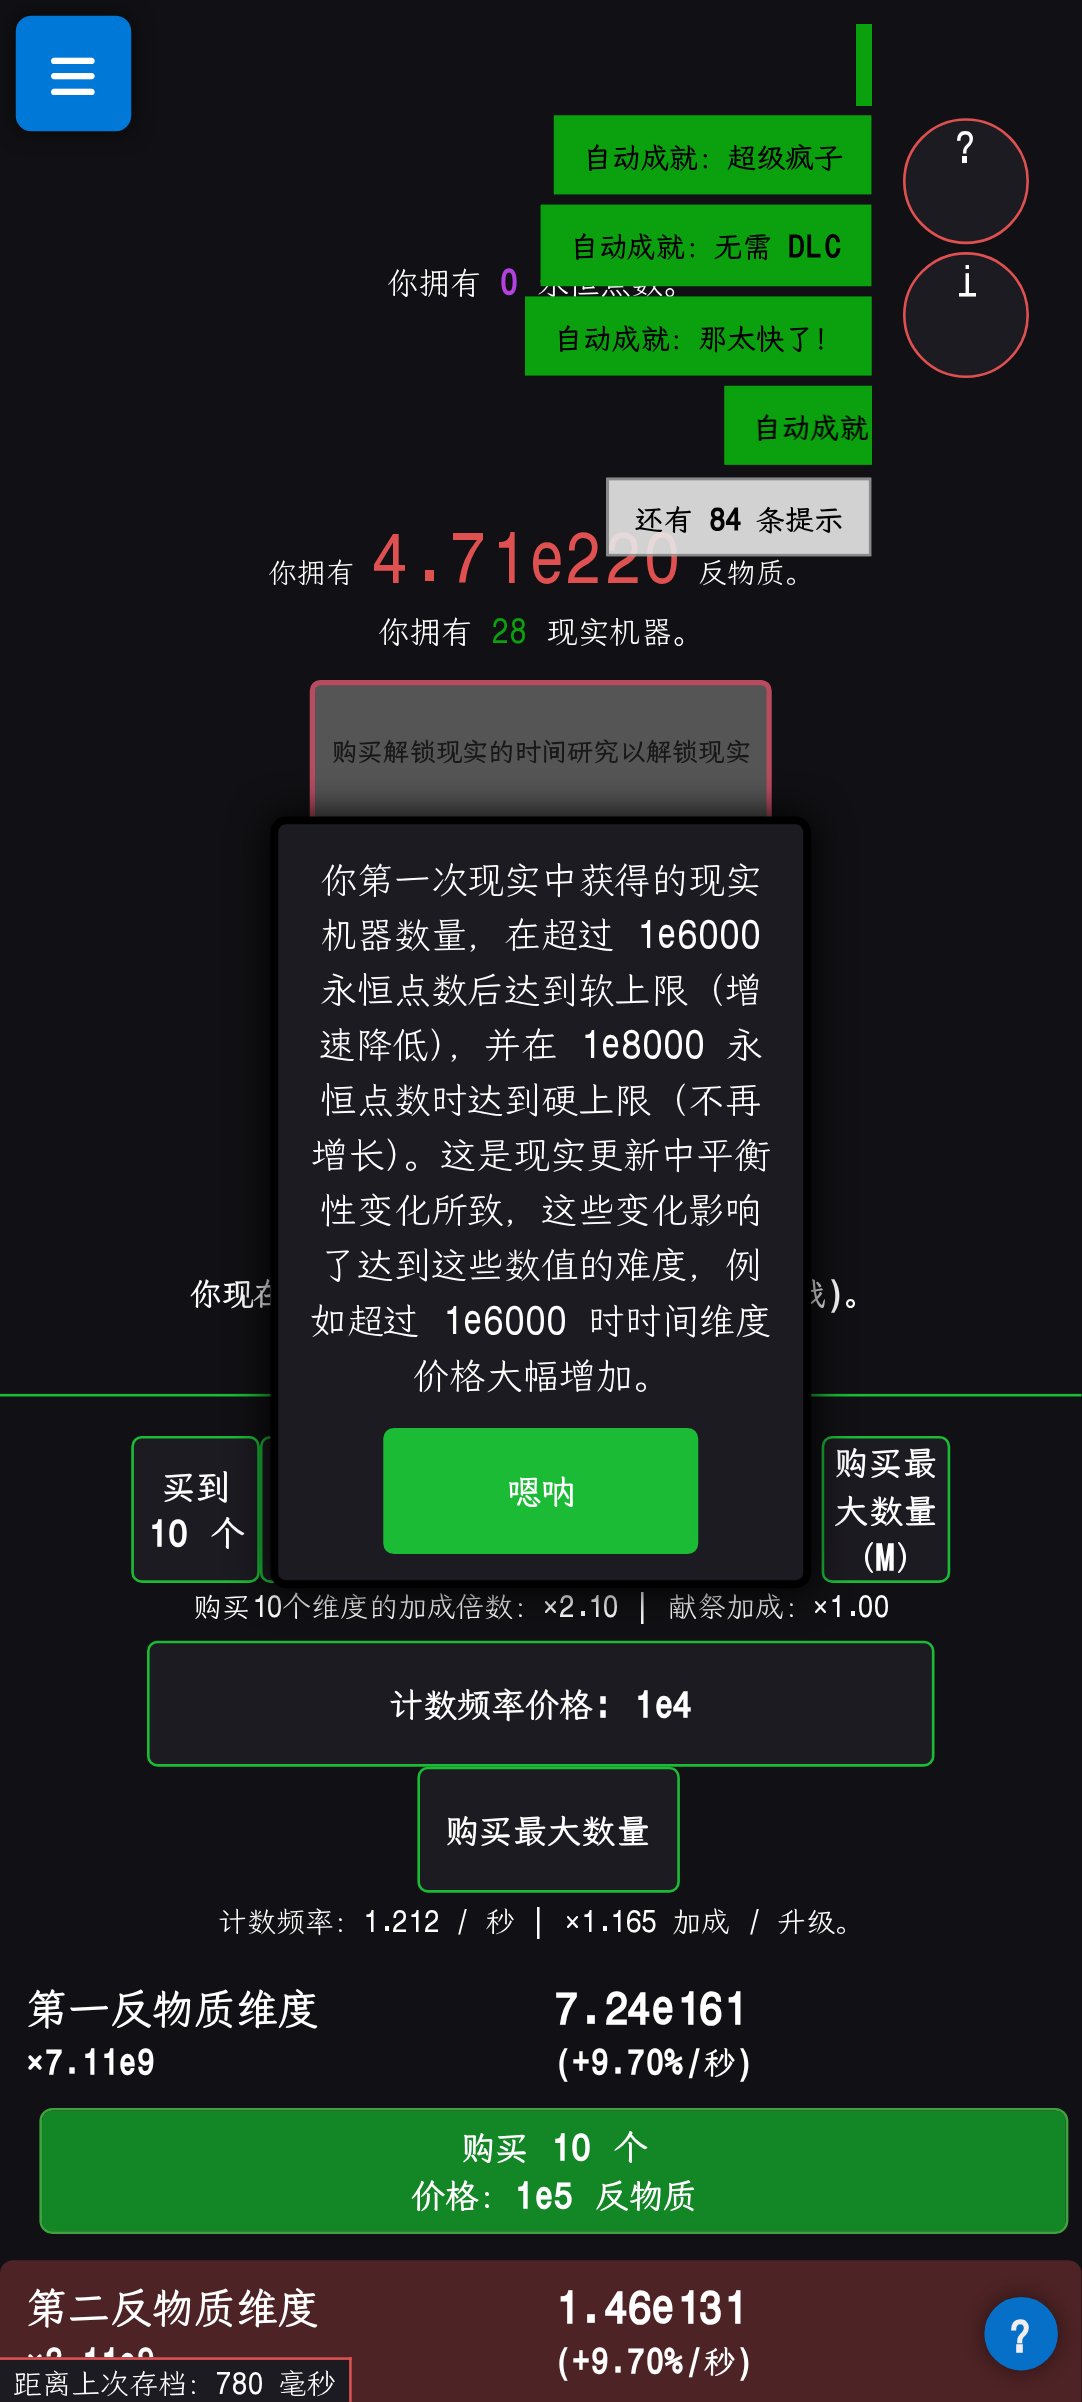 自动成就: 超级疯子
?
自动成就: 无需 DLC
你拥有 0 永恒点数。
自动成就: 那太快了!
自动成就
还有 84 条提示
你拥有 4.71e220 反物质。
你拥有 28 现实机器。
购买解锁现实的时间研究以解锁现实
你第一次现实中获得的现实
机器数量, 在超过 1e6000
永恒点数后达到软上限 (增
速降低), 并在 1e8000 永
恒点数时达到硬上限 (不再
增长)。这是现实更新中平衡
性变化所致, 这些变化影响
了达到这些数值的难度, 例
如超过 1e6000 时时间维度
价格大幅增加。
嗯呐
你现在
)。
买到
10 个
购买最
大数量
(M)
购买10个维度的加成倍数: ×2.10 | 献祭加成: ×1.00
计数频率价格: 1e4
购买最大数量
计数频率: 1.212 / 秒 | ×1.165 加成 / 升级。
第一反物质维度 7.24e161
×7.11e9 (+9.70%/秒)
购买 10 个
价格: 1e5 反物质
第二反物质维度 1.46e131
(+9.70%/秒)
?
距离上次存档: 780 毫秒